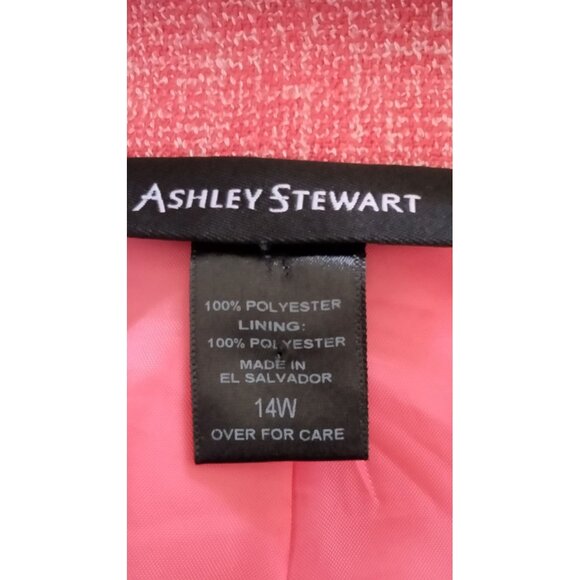 ASHLEY STEWART
100% POLYESTER
LINING:
100% POLYESTER
MADE IN
EL SALVADOR
14W
OVER FOR CARE